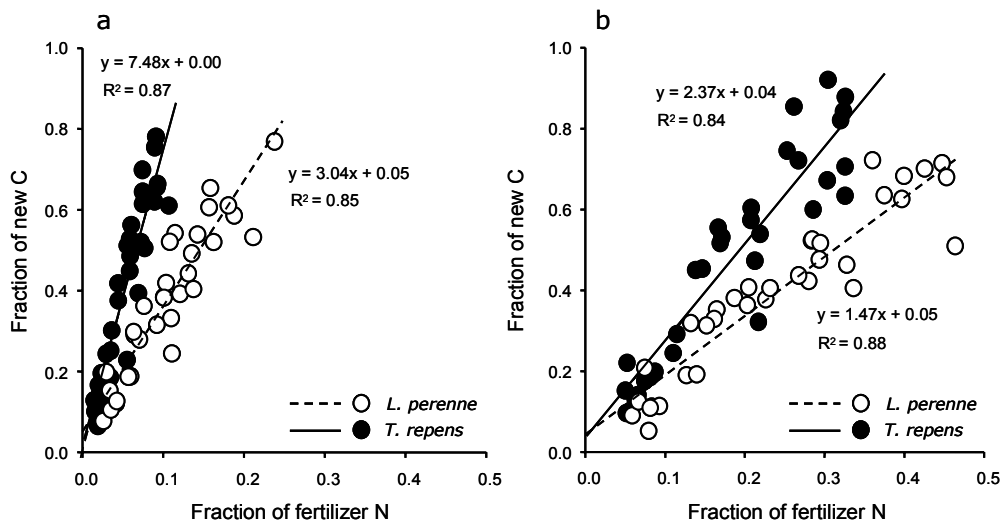 a
y = 7.48x + 0.00
R² = 0.87
y = 3.04x + 0.05
R² = 0.85
Fraction of new C
1.0
0.8
0.6
0.4
0.2
0.0
L. perenne
T. repens
0.0 0.1 0.2 0.3 0.4 0.5
Fraction of fertilizer N
b
y = 2.37x + 0.04
R² = 0.84
y = 1.47x + 0.05
R² = 0.88
Fraction of new C
1.0
0.8
0.6
0.4
0.2
0.0
L. perenne
T. repens
0.0 0.1 0.2 0.3 0.4 0.5
Fraction of fertilizer N